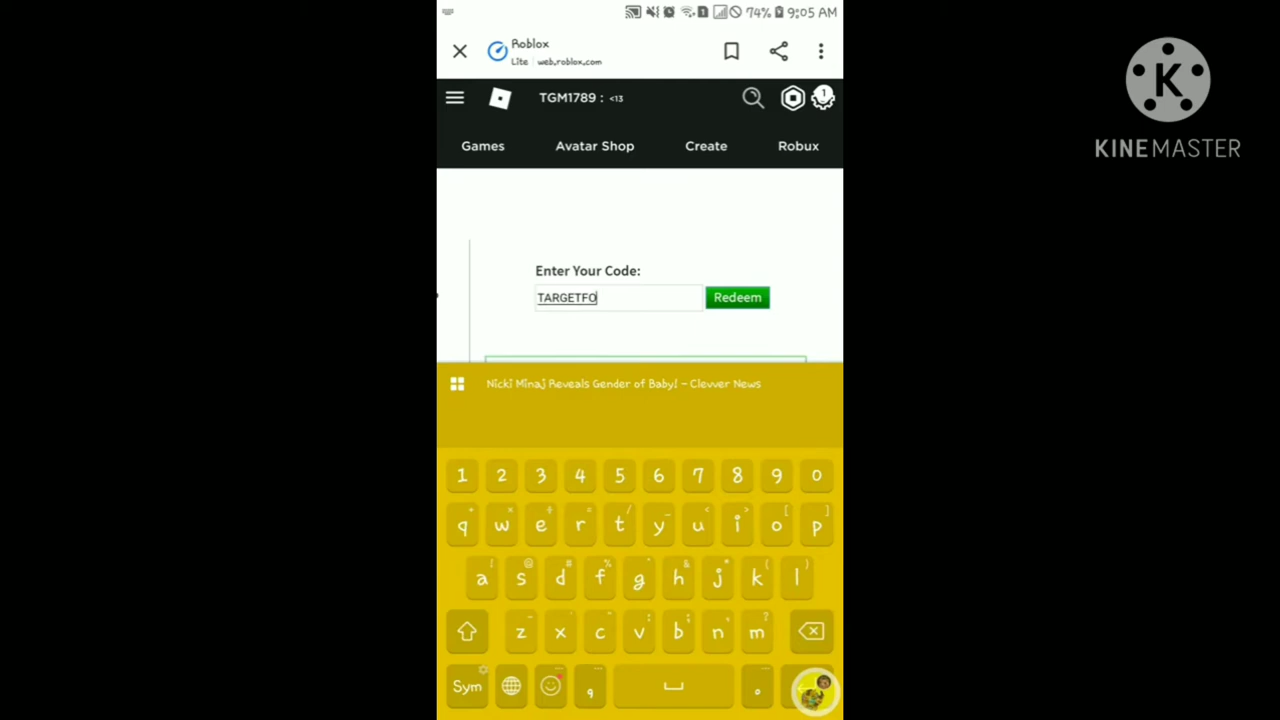 74% 9:05 AM
Roblox
Lite web.roblox.com
TGM1789 : <13
1
Games Avatar Shop Create Robux
Enter Your Code:
TARGETFO Redeem
Nicki Minaj Reveals Gender of Baby! - Clevver News
1 2 3 4 5 6 7 8 9 0
q w e r t y u i o p
a s d f g h j k l
z x c v b n m
Sym , .
K
KINEMASTER